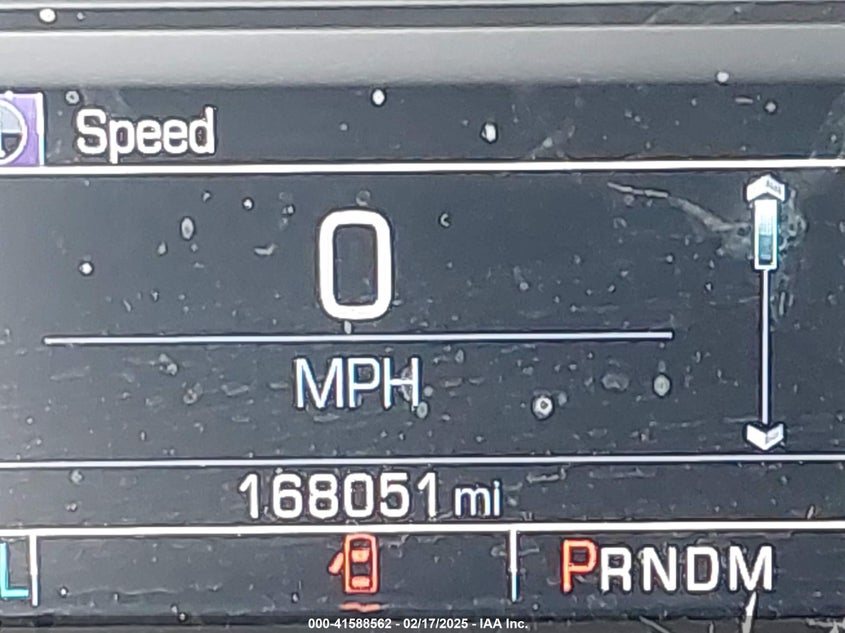 Speed
0
MPH
168051 mi
L
PRNDM
000-41588562 - 02/17/2025 - IAA Inc.